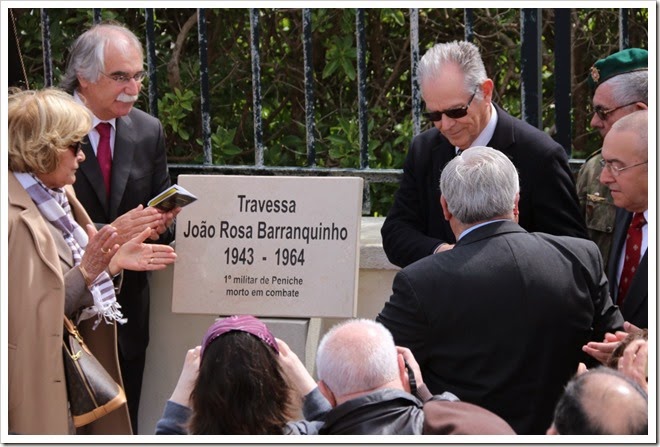 Travessa
João Rosa Barranquinho
1943 - 1964
1º militar de Peniche
morto em combate